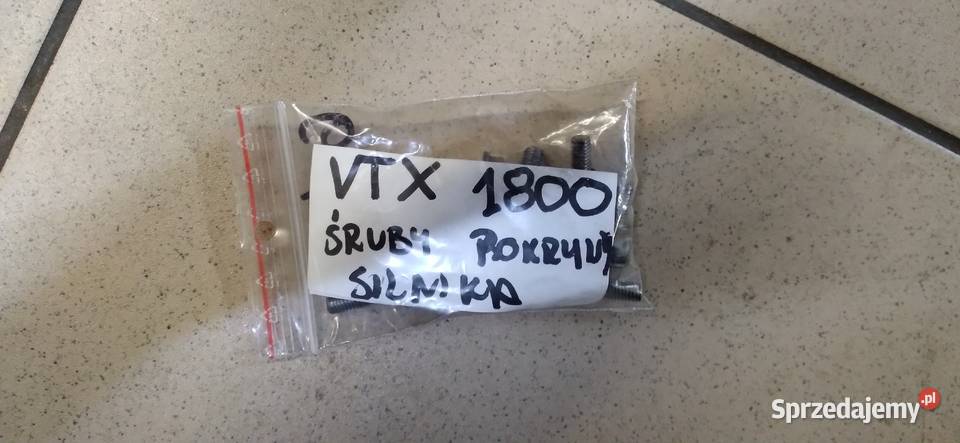 VTX 1800
ŚRUBY POKRYWY
SILNIKA
Sprzedajemy.pl